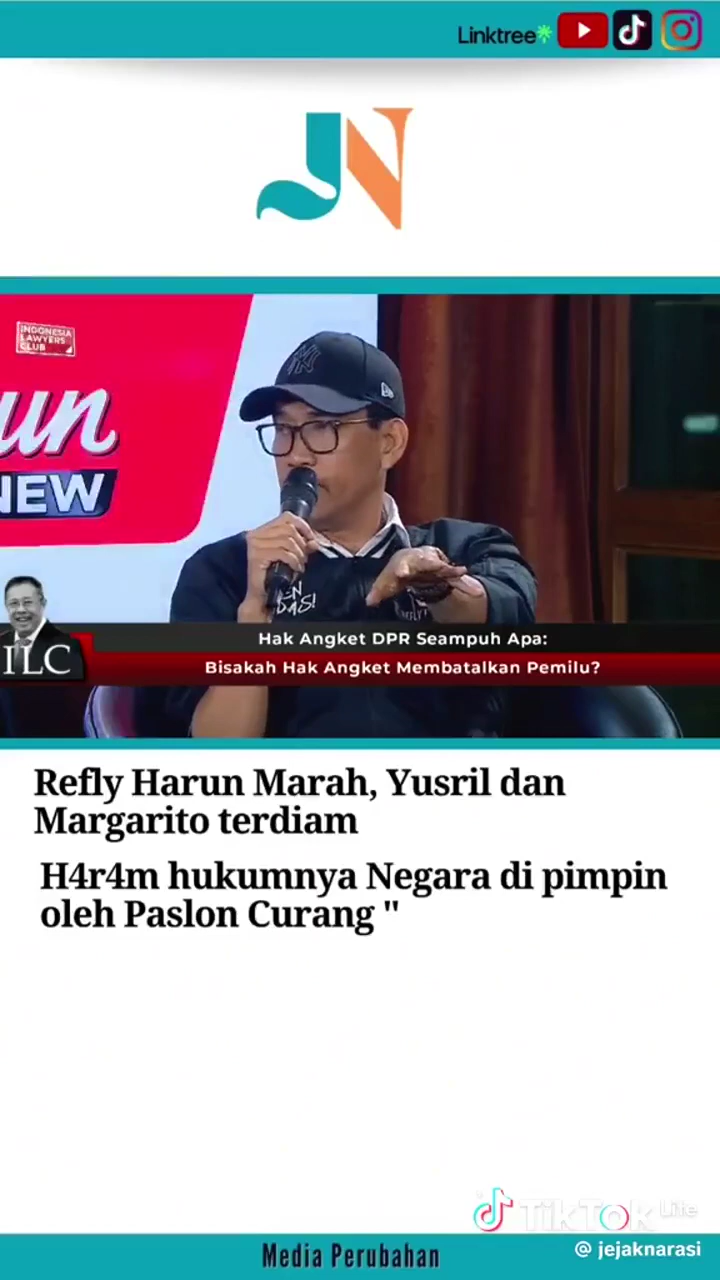 Linktree
JN
INDONESIA
LAWYERS
CLUB
un
NEW
ILC
Hak Angket DPR Seampuh Apa:
Bisakah Hak Angket Membatalkan Pemilu?
Refly Harun Marah, Yusril dan
Margarito terdiam
H4r4m hukumnya Negara di pimpin
oleh Paslon Curang "
TikTok Lite
@ jejaknarasi
Media Perubahan